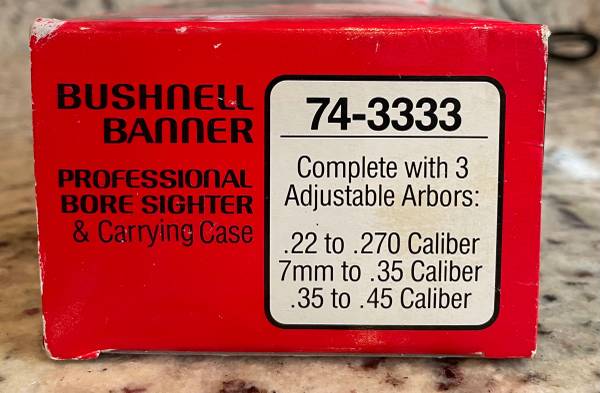 BUSHNELL
BANNER
PROFESSIONAL
BORE SIGHTER
& Carrying Case
74-3333
Complete with 3
Adjustable Arbors:
.22 to .270 Caliber
7mm to .35 Caliber
.35 to .45 Caliber